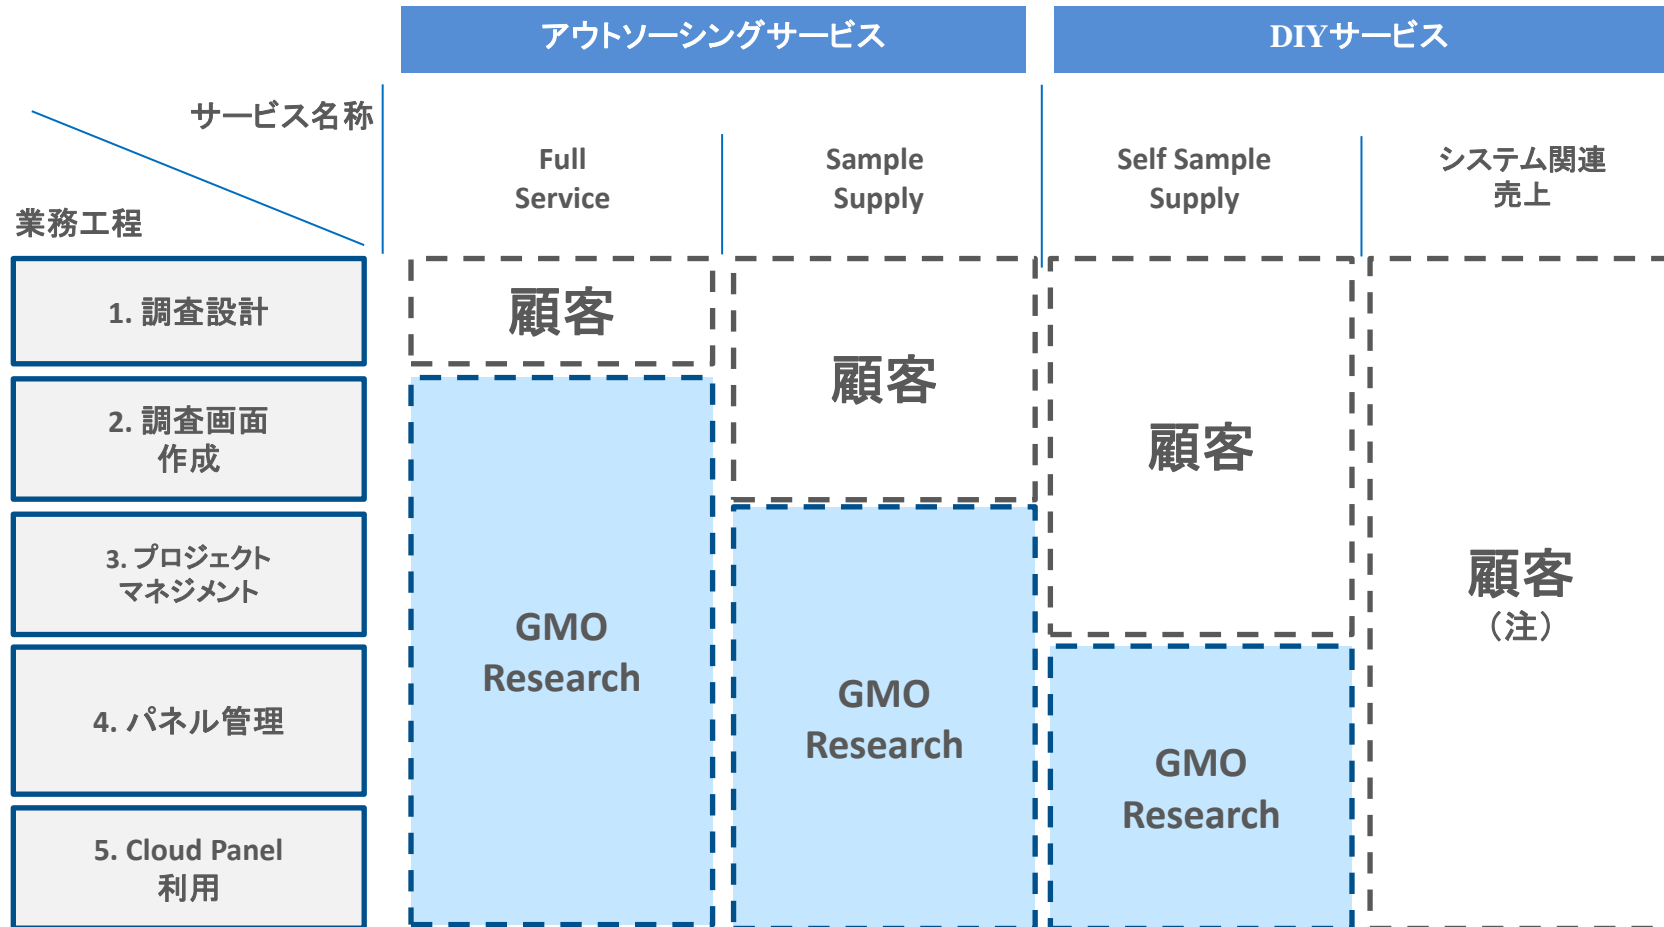 アウトソーシングサービス
DIYサービス
サービス名称
業務工程
Full
Service
Sample
Supply
Self Sample
Supply
システム関連
売上
1. 調査設計
2. 調査画面
作成
3. プロジェクト
マネジメント
4. パネル管理
5. Cloud Panel
利用
顧客
GMO
Research
顧客
GMO
Research
顧客
GMO
Research
顧客
（注）